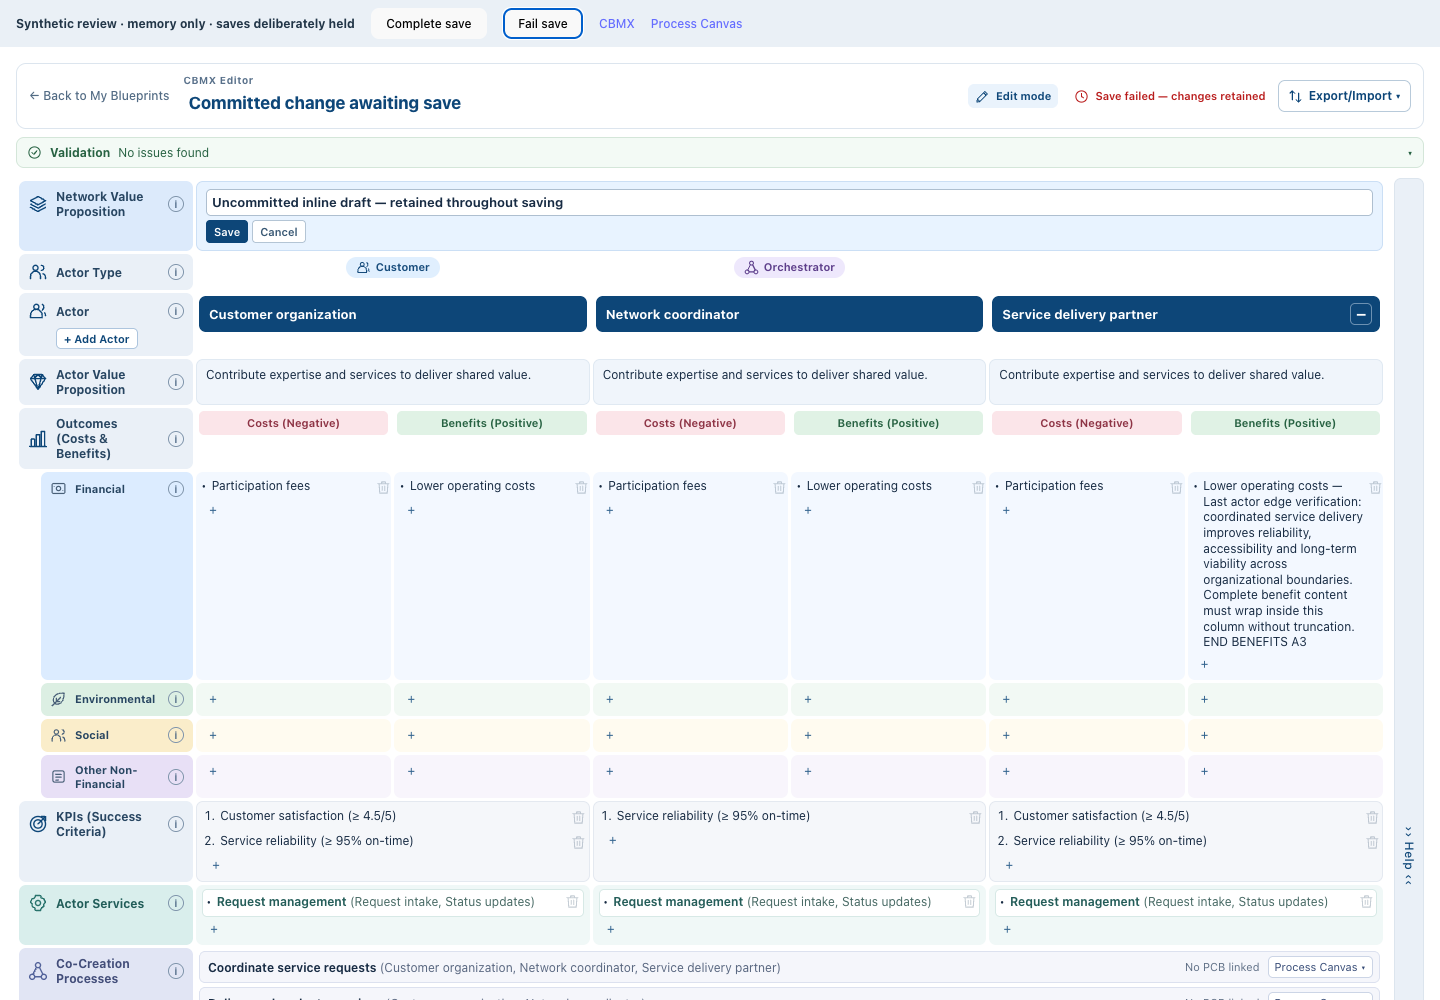 Synthetic review · memory only · saves deliberately held
Complete save
Fail save
CBMX
Process Canvas
← Back to My Blueprints
CBMX Editor
Committed change awaiting save
Edit mode
Save failed — changes retained
Export/Import ▾
Validation No issues found
Network Value
Proposition
Uncommitted inline draft — retained throughout saving
Save
Cancel
Actor Type
Customer
Orchestrator
Actor
+ Add Actor
Customer organization
Network coordinator
Service delivery partner
−
Actor Value
Proposition
Contribute expertise and services to deliver shared value.
Contribute expertise and services to deliver shared value.
Contribute expertise and services to deliver shared value.
Outcomes
(Costs &
Benefits)
Costs (Negative)
Benefits (Positive)
Costs (Negative)
Benefits (Positive)
Costs (Negative)
Benefits (Positive)
Financial
• Participation fees
+
• Lower operating costs
+
• Participation fees
+
• Lower operating costs
+
• Participation fees
+
• Lower operating costs —
Last actor edge verification:
coordinated service delivery
improves reliability,
accessibility and long-term
viability across
organizational boundaries.
Complete benefit content
must wrap inside this
column without truncation.
END BENEFITS A3
+
Environmental
+ + + + + +
Social
+ + + + + +
Other Non-
Financial
+ + + + + +
KPIs (Success
Criteria)
1. Customer satisfaction (≥ 4.5/5)
2. Service reliability (≥ 95% on-time)
+
1. Service reliability (≥ 95% on-time)
+
1. Customer satisfaction (≥ 4.5/5)
2. Service reliability (≥ 95% on-time)
+
Actor Services
• Request management (Request intake, Status updates)
+
• Request management (Request intake, Status updates)
+
• Request management (Request intake, Status updates)
+
Co-Creation
Processes
Coordinate service requests (Customer organization, Network coordinator, Service delivery partner)
No PCB linked
Process Canvas ▾
›› Help ‹‹